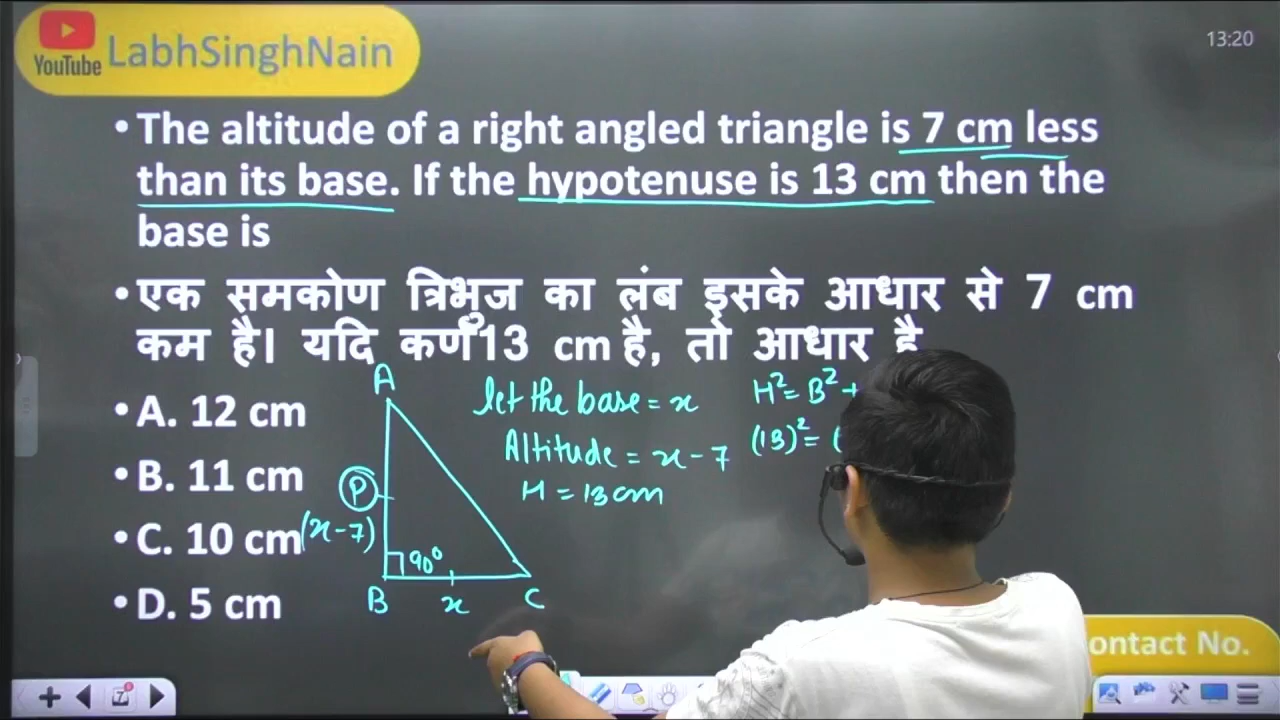 YouTube LabhSinghNain
13:20
• The altitude of a right angled triangle is 7 cm less
than its base. If the hypotenuse is 13 cm then the
base is
• एक समकोण त्रिभुज का लंब इसके आधार से 7 cm
कम है। यदि कर्ण13 cm है, तो आधार है
• A. 12 cm
• B. 11 cm
• C. 10 cm
• D. 5 cm
A
P
(x-7)
90°
B x C
let the base = x
Altitude = x - 7
H = 13 cm
H² = B² +
(13)² = (
ontact No.